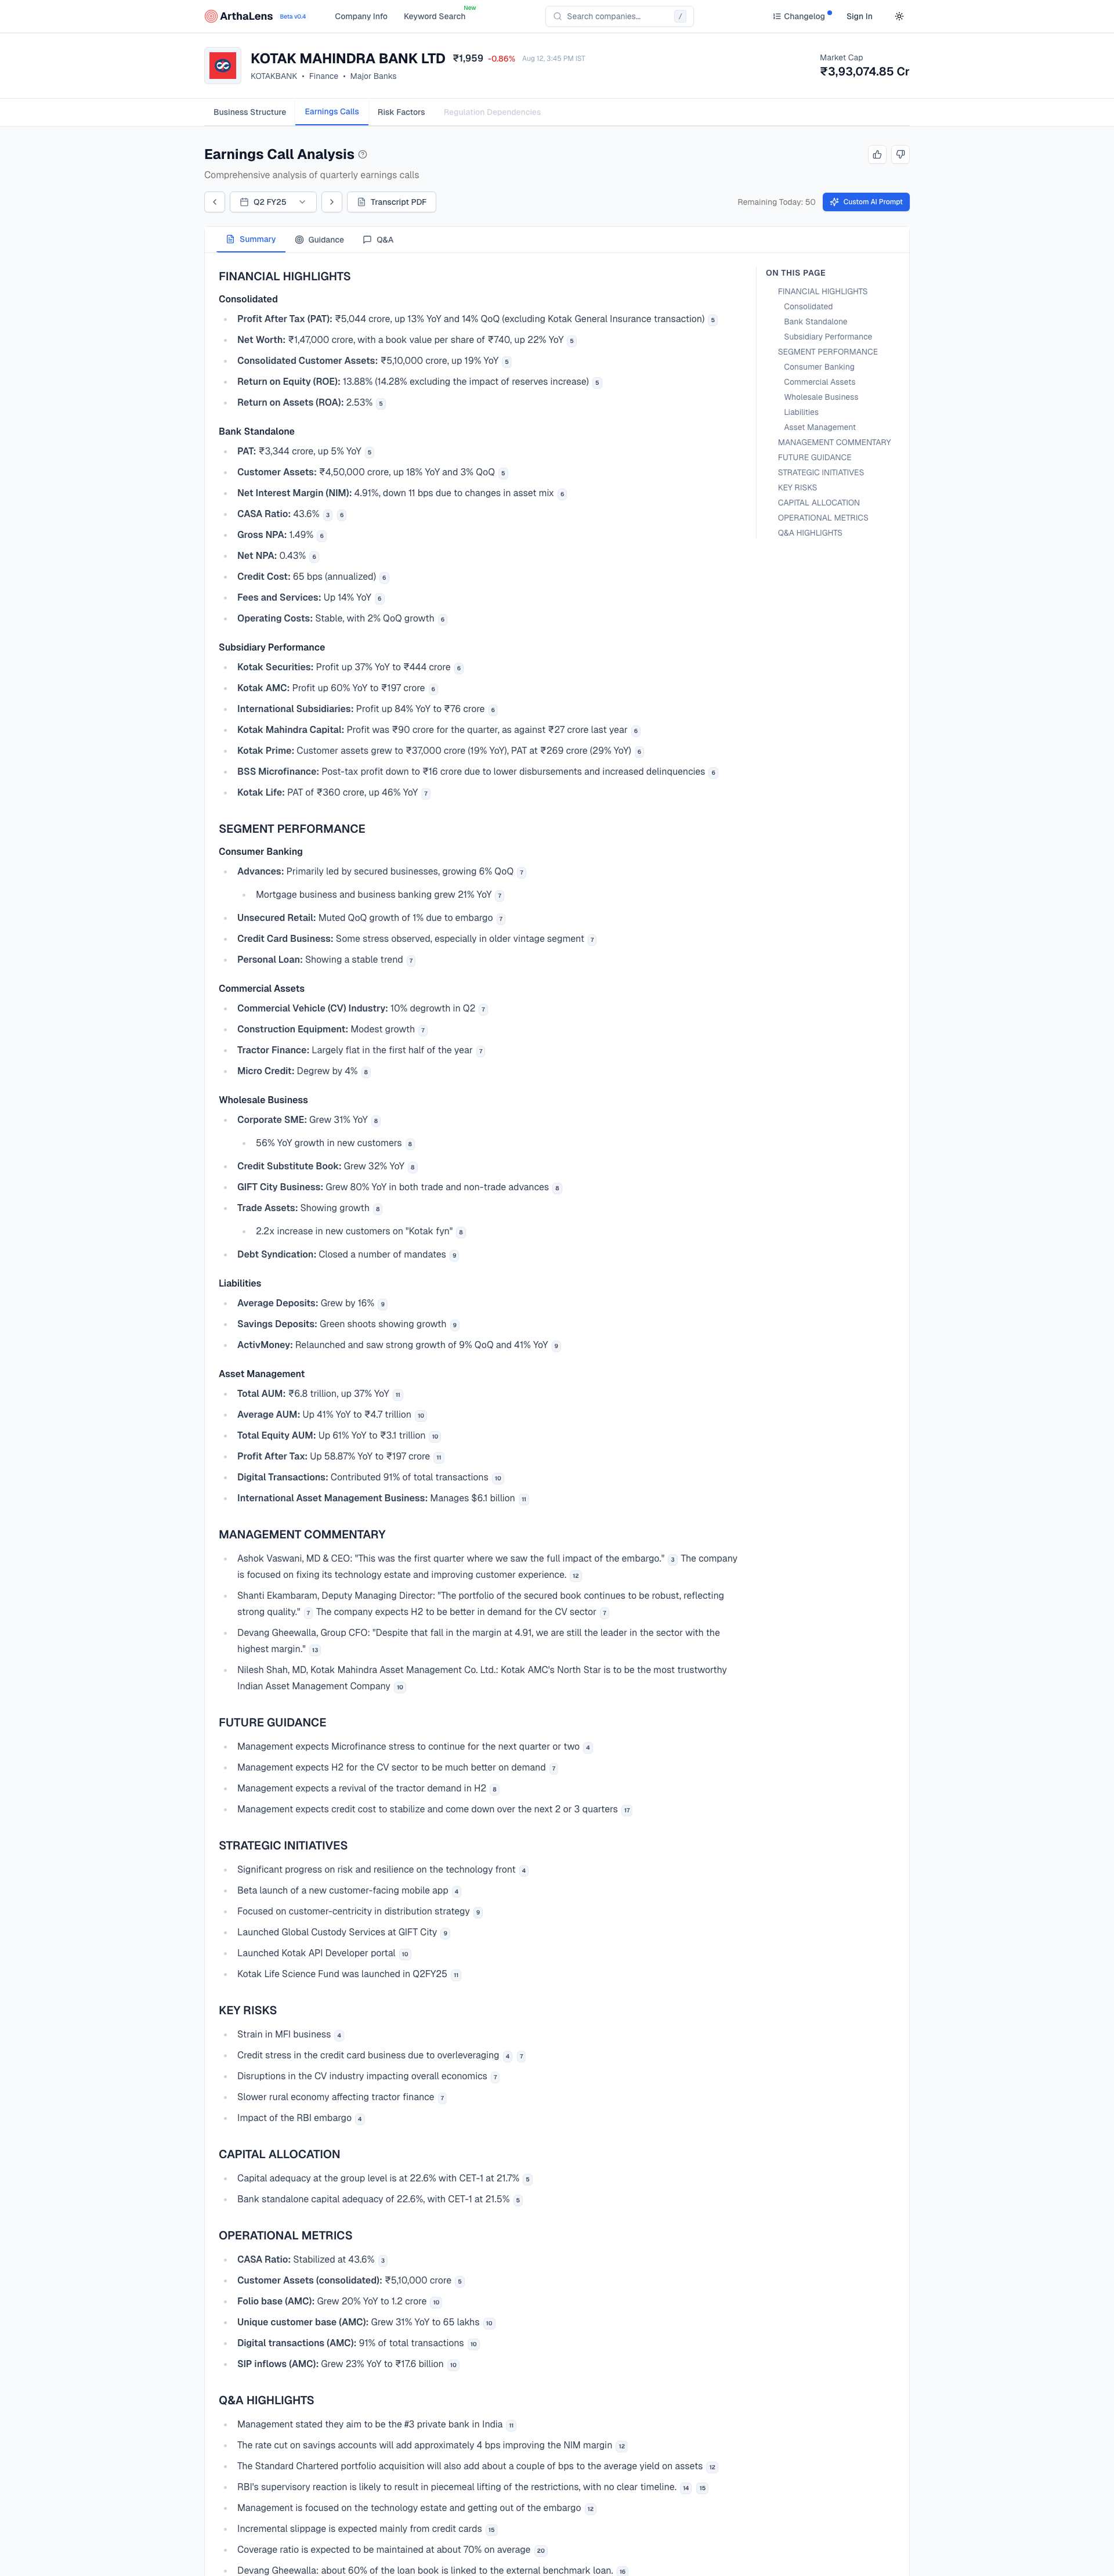 ArthaLens Beta v0.4 Company Info Keyword Search New Search companies... / Changelog Sign In
KOTAK MAHINDRA BANK LTD ₹1,959 -0.86% Aug 12, 3:45 PM IST
KOTAKBANK • Finance • Major Banks
Market Cap
₹3,93,074.85 Cr
Business Structure Earnings Calls Risk Factors Regulation Dependencies
Earnings Call Analysis
Comprehensive analysis of quarterly earnings calls
Q2 FY25 Transcript PDF Remaining Today: 50 Custom AI Prompt
Summary Guidance Q&A
FINANCIAL HIGHLIGHTS
Consolidated
Profit After Tax (PAT): ₹5,044 crore, up 13% YoY and 14% QoQ (excluding Kotak General Insurance transaction) 5
Net Worth: ₹1,47,000 crore, with a book value per share of ₹740, up 22% YoY 5
Consolidated Customer Assets: ₹5,10,000 crore, up 19% YoY 5
Return on Equity (ROE): 13.88% (14.28% excluding the impact of reserves increase) 5
Return on Assets (ROA): 2.53% 5
Bank Standalone
PAT: ₹3,344 crore, up 5% YoY 5
Customer Assets: ₹4,50,000 crore, up 18% YoY and 3% QoQ 5
Net Interest Margin (NIM): 4.91%, down 11 bps due to changes in asset mix 6
CASA Ratio: 43.6% 3 6
Gross NPA: 1.49% 6
Net NPA: 0.43% 6
Credit Cost: 65 bps (annualized) 6
Fees and Services: Up 14% YoY 6
Operating Costs: Stable, with 2% QoQ growth 6
Subsidiary Performance
Kotak Securities: Profit up 37% YoY to ₹444 crore 6
Kotak AMC: Profit up 60% YoY to ₹197 crore 6
International Subsidiaries: Profit up 84% YoY to ₹76 crore 6
Kotak Mahindra Capital: Profit was ₹90 crore for the quarter, as against ₹27 crore last year 6
Kotak Prime: Customer assets grew to ₹37,000 crore (19% YoY), PAT at ₹269 crore (29% YoY) 6
BSS Microfinance: Post-tax profit down to ₹16 crore due to lower disbursements and increased delinquencies 6
Kotak Life: PAT of ₹360 crore, up 46% YoY 7
SEGMENT PERFORMANCE
Consumer Banking
Advances: Primarily led by secured businesses, growing 6% QoQ 7
Mortgage business and business banking grew 21% YoY 7
Unsecured Retail: Muted QoQ growth of 1% due to embargo 7
Credit Card Business: Some stress observed, especially in older vintage segment 7
Personal Loan: Showing a stable trend 7
Commercial Assets
Commercial Vehicle (CV) Industry: 10% degrowth in Q2 7
Construction Equipment: Modest growth 7
Tractor Finance: Largely flat in the first half of the year 7
Micro Credit: Degrew by 4% 8
Wholesale Business
Corporate SME: Grew 31% YoY 8
56% YoY growth in new customers 8
Credit Substitute Book: Grew 32% YoY 8
GIFT City Business: Grew 80% YoY in both trade and non-trade advances 8
Trade Assets: Showing growth 8
2.2x increase in new customers on "Kotak fyn" 8
Debt Syndication: Closed a number of mandates 9
Liabilities
Average Deposits: Grew by 16% 9
Savings Deposits: Green shoots showing growth 9
ActivMoney: Relaunched and saw strong growth of 9% QoQ and 41% YoY 9
Asset Management
Total AUM: ₹6.8 trillion, up 37% YoY 11
Average AUM: Up 41% YoY to ₹4.7 trillion 10
Total Equity AUM: Up 61% YoY to ₹3.1 trillion 10
Profit After Tax: Up 58.87% YoY to ₹197 crore 11
Digital Transactions: Contributed 91% of total transactions 10
International Asset Management Business: Manages $6.1 billion 11
MANAGEMENT COMMENTARY
Ashok Vaswani, MD & CEO: "This was the first quarter where we saw the full impact of the embargo." 3 The company
is focused on fixing its technology estate and improving customer experience. 12
Shanti Ekambaram, Deputy Managing Director: "The portfolio of the secured book continues to be robust, reflecting
strong quality." 7 The company expects H2 to be better in demand for the CV sector 7
Devang Gheewalla, Group CFO: "Despite that fall in the margin at 4.91, we are still the leader in the sector with the
highest margin." 13
Nilesh Shah, MD, Kotak Mahindra Asset Management Co. Ltd.: Kotak AMC's North Star is to be the most trustworthy
Indian Asset Management Company 10
FUTURE GUIDANCE
Management expects Microfinance stress to continue for the next quarter or two 4
Management expects H2 for the CV sector to be much better on demand 7
Management expects a revival of the tractor demand in H2 8
Management expects credit cost to stabilize and come down over the next 2 or 3 quarters 17
STRATEGIC INITIATIVES
Significant progress on risk and resilience on the technology front 4
Beta launch of a new customer-facing mobile app 4
Focused on customer-centricity in distribution strategy 9
Launched Global Custody Services at GIFT City 9
Launched Kotak API Developer portal 10
Kotak Life Science Fund was launched in Q2FY25 11
KEY RISKS
Strain in MFI business 4
Credit stress in the credit card business due to overleveraging 4 7
Disruptions in the CV industry impacting overall economics 7
Slower rural economy affecting tractor finance 7
Impact of the RBI embargo 4
CAPITAL ALLOCATION
Capital adequacy at the group level is at 22.6% with CET-1 at 21.7% 5
Bank standalone capital adequacy of 22.6%, with CET-1 at 21.5% 5
OPERATIONAL METRICS
CASA Ratio: Stabilized at 43.6% 3
Customer Assets (consolidated): ₹5,10,000 crore 5
Folio base (AMC): Grew 20% YoY to 1.2 crore 10
Unique customer base (AMC): Grew 31% YoY to 65 lakhs 10
Digital transactions (AMC): 91% of total transactions 10
SIP inflows (AMC): Grew 23% YoY to ₹17.6 billion 10
Q&A HIGHLIGHTS
Management stated they aim to be the #3 private bank in India 11
The rate cut on savings accounts will add approximately 4 bps improving the NIM margin 12
The Standard Chartered portfolio acquisition will also add about a couple of bps to the average yield on assets 12
RBI's supervisory reaction is likely to result in piecemeal lifting of the restrictions, with no clear timeline. 14 15
Management is focused on the technology estate and getting out of the embargo 12
Incremental slippage is expected mainly from credit cards 15
Coverage ratio is expected to be maintained at about 70% on average 20
Devang Gheewalla: about 60% of the loan book is linked to the external benchmark loan. 16
ON THIS PAGE
FINANCIAL HIGHLIGHTS
Consolidated
Bank Standalone
Subsidiary Performance
SEGMENT PERFORMANCE
Consumer Banking
Commercial Assets
Wholesale Business
Liabilities
Asset Management
MANAGEMENT COMMENTARY
FUTURE GUIDANCE
STRATEGIC INITIATIVES
KEY RISKS
CAPITAL ALLOCATION
OPERATIONAL METRICS
Q&A HIGHLIGHTS